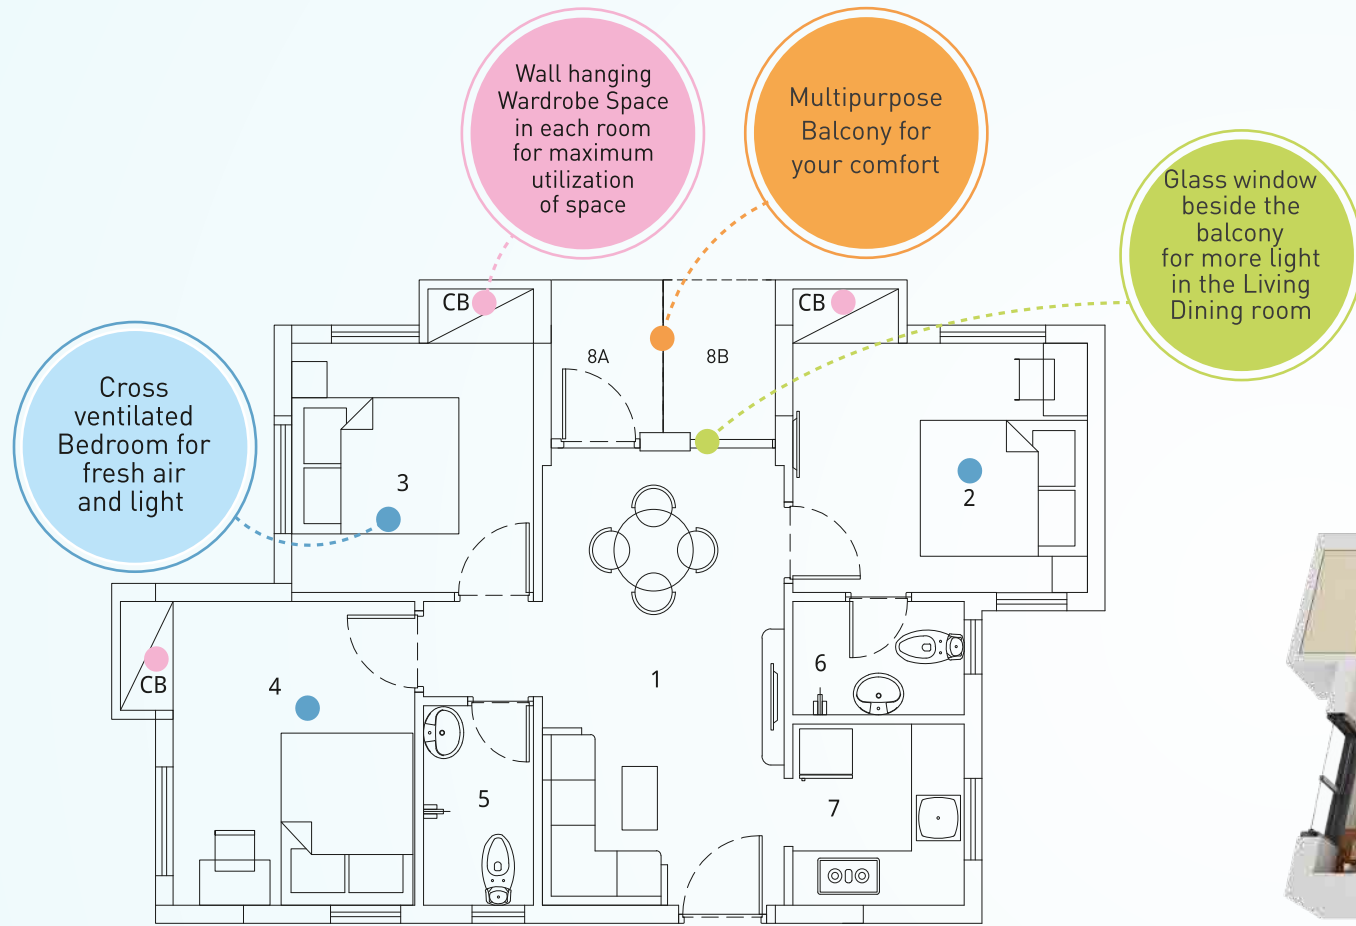 Wall hanging
Wardrobe Space
in each room
for maximum
utilization
of space
Multipurpose
Balcony for
your comfort
Glass window
beside the
balcony
for more light
in the Living
Dining room
Cross
ventilated
Bedroom for
fresh air
and light
CB
CB
8A
8B
3
2
CB
4
1
6
5
7